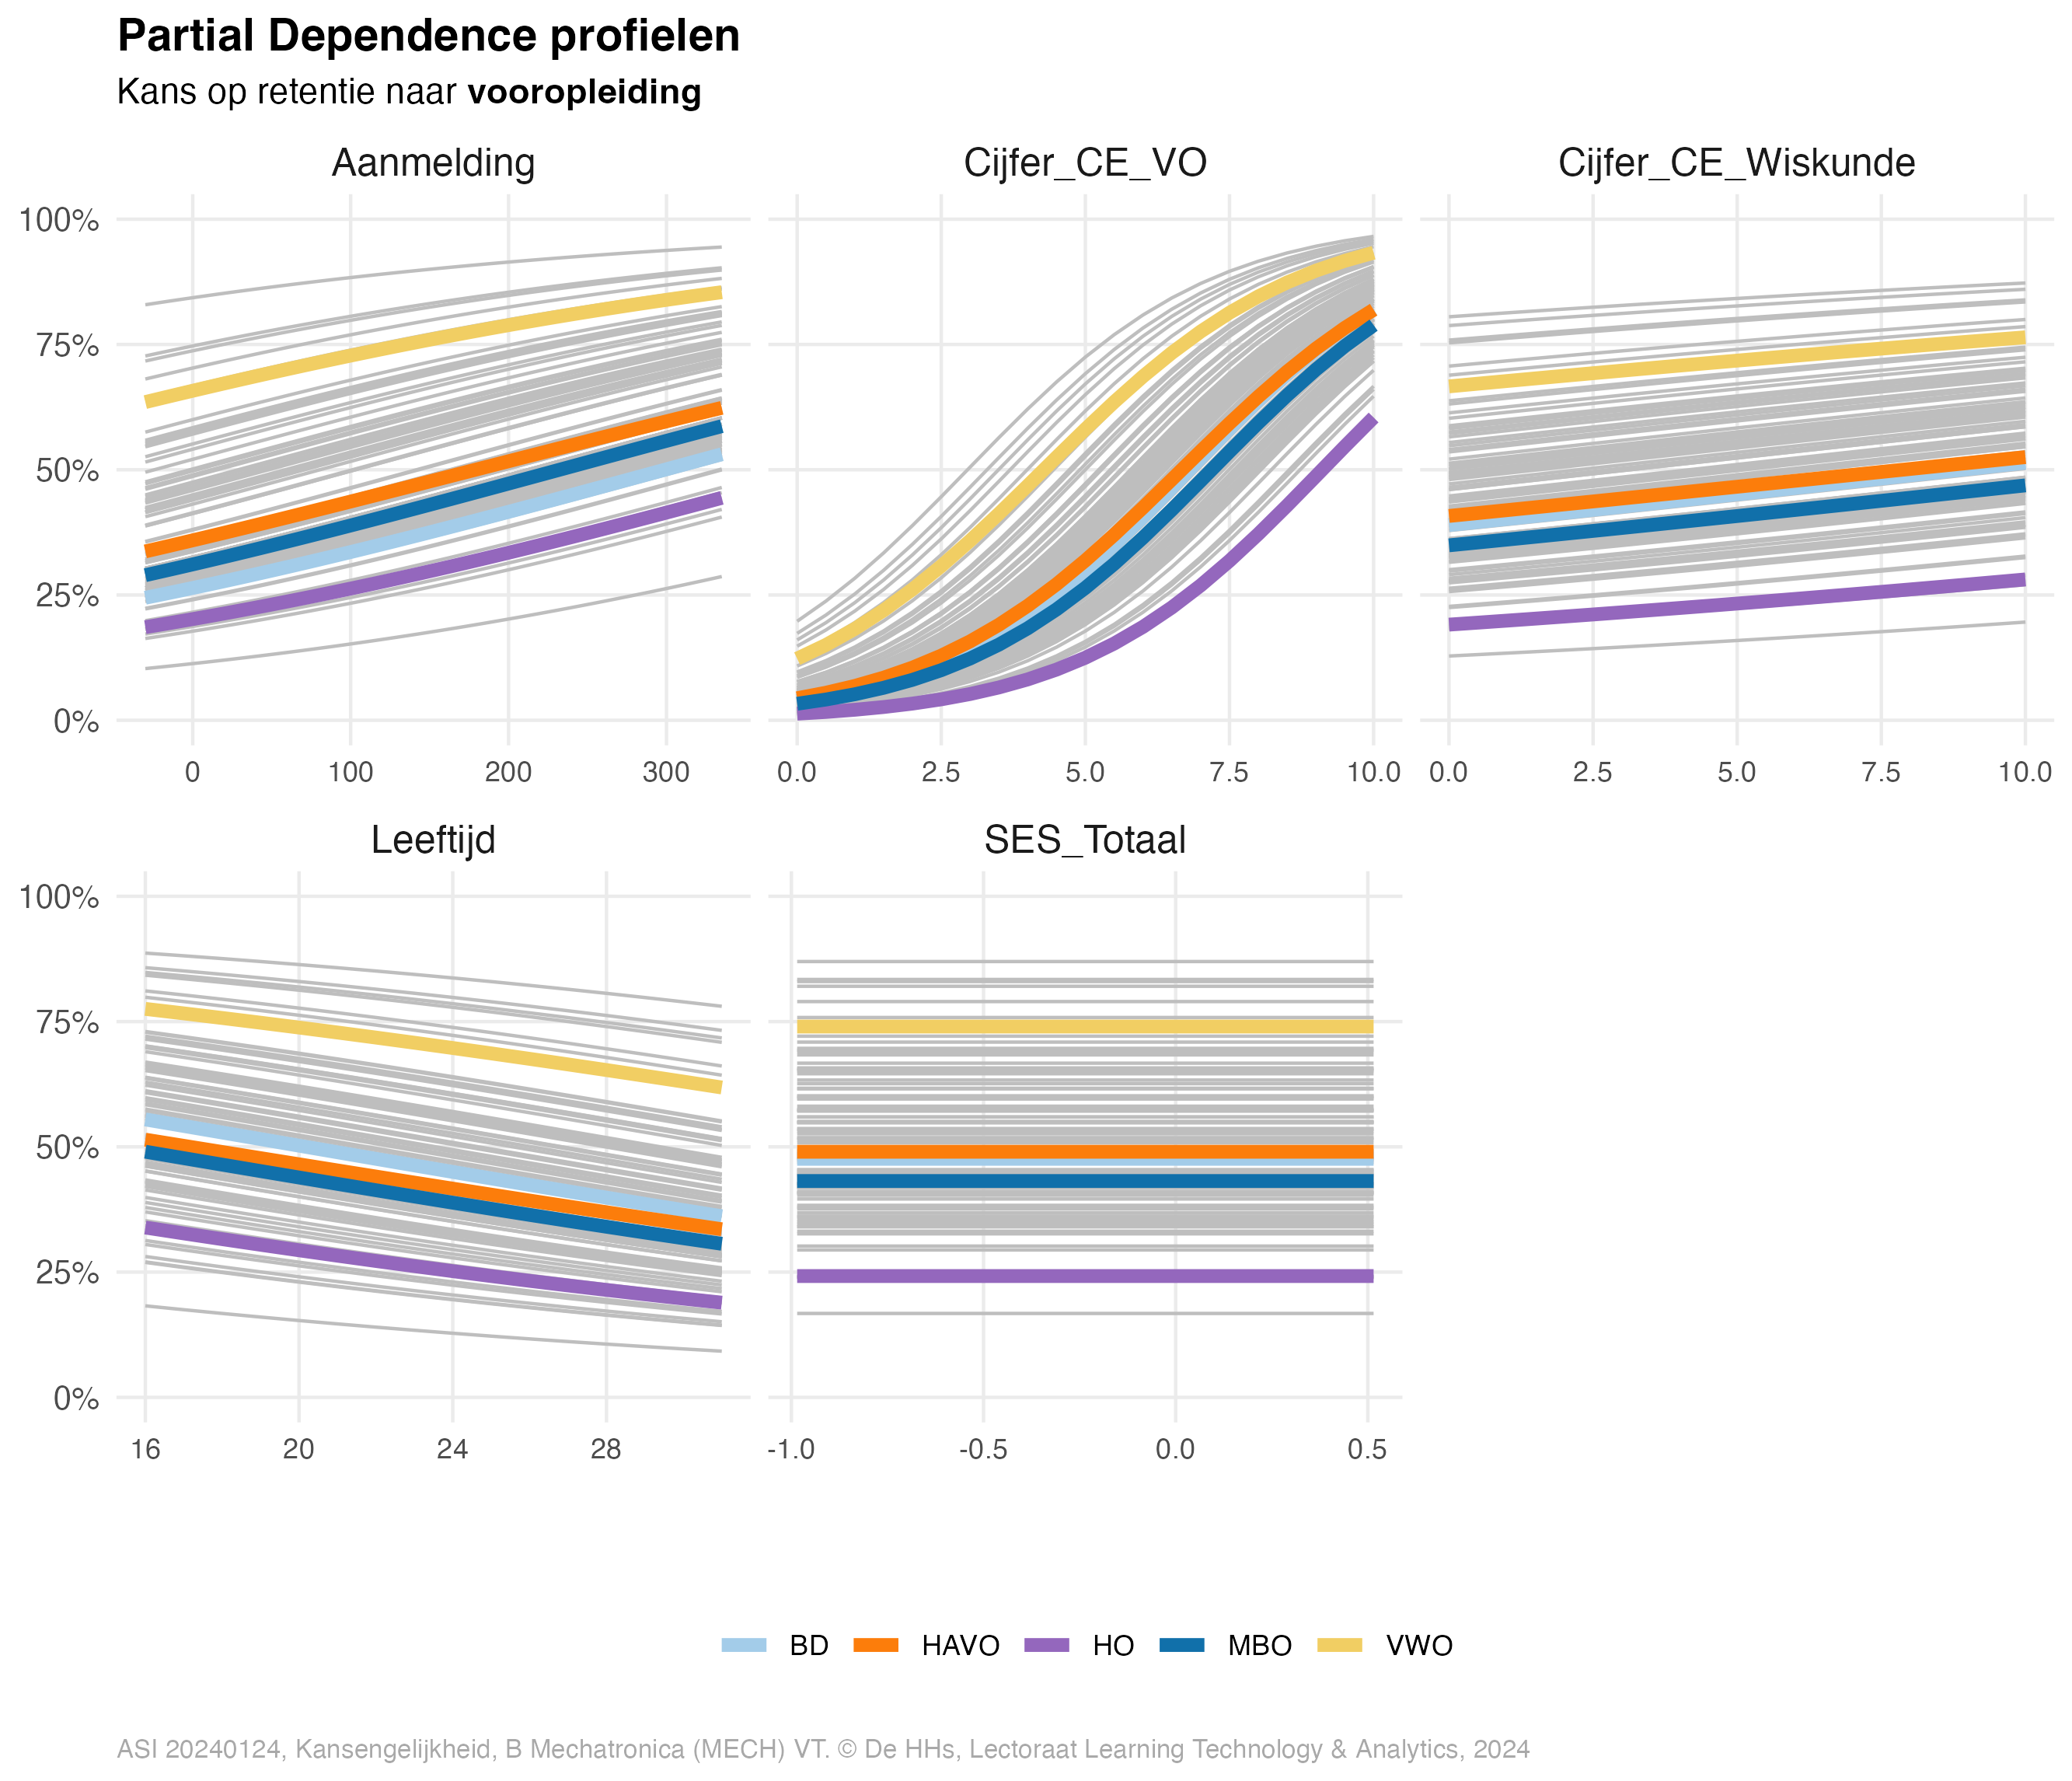 Partial Dependence profielen
Kans op retentie naar vooropleiding
Aanmelding
Cijfer_CE_VO
Cijfer_CE_Wiskunde
100%
75%
50%
25%
0%
0 100 200 300
0.0 2.5 5.0 7.5 10.0
0.0 2.5 5.0 7.5 10.0
Leeftijd
SES_Totaal
100%
75%
50%
25%
0%
16 20 24 28
-1.0 -0.5 0.0 0.5
BD HAVO HO MBO VWO
ASI 20240124, Kansengelijkheid, B Mechatronica (MECH) VT. © De HHs, Lectoraat Learning Technology & Analytics, 2024